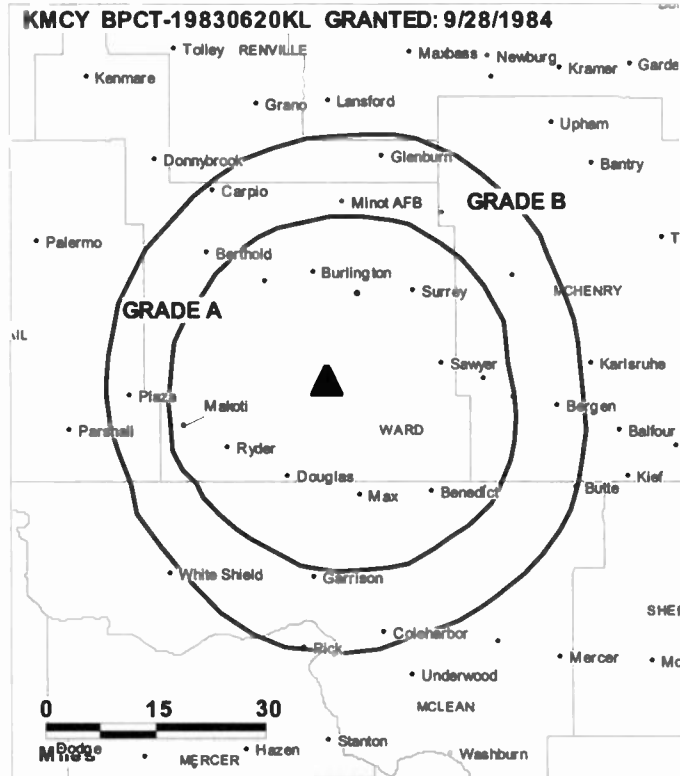 KMCY BPCT-19830620KL GRANTED: 9/28/1984
Tolley RENVILLE
Maxbass
Newburg
Kramer
Kenmare
Grano
Lansford
Upham
Donnybrook
Glenburn
Bantry
Carpio
Minot AFB
GRADE B
Palermo
Berthold
Burlington
Surrey
MCHENRY
GRADE A
Sawyer
Karlsruhe
Plaza
Makoti
Bergen
Parshall
WARD
Balfour
Ryder
Douglas
Kief
Max
Benedict
Butte
White Shield
Garrison
Coleharbor
Rick
Mercer
Underwood
MCLEAN
0 15 30
Miles
Dodge
MERCER
Hazen
Stanton
Washburn